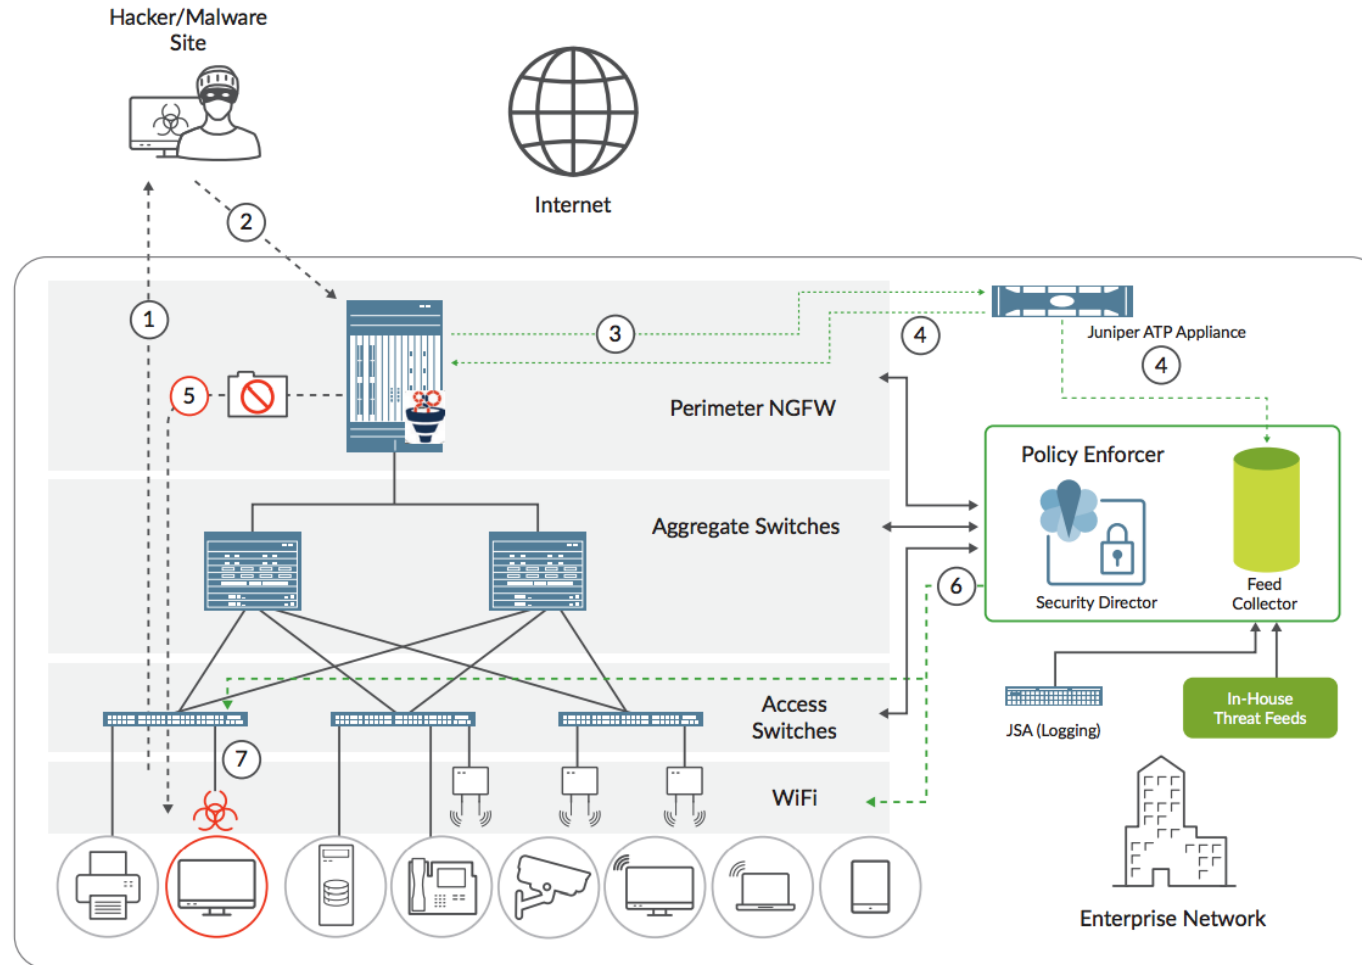 Hacker/Malware
Site
Internet
1
2
3
4
Juniper ATP Appliance
4
5
Perimeter NGFW
Policy Enforcer
Aggregate Switches
6
Security Director
Feed
Collector
Access
Switches
JSA (Logging)
In-House
Threat Feeds
7
WiFi
Enterprise Network